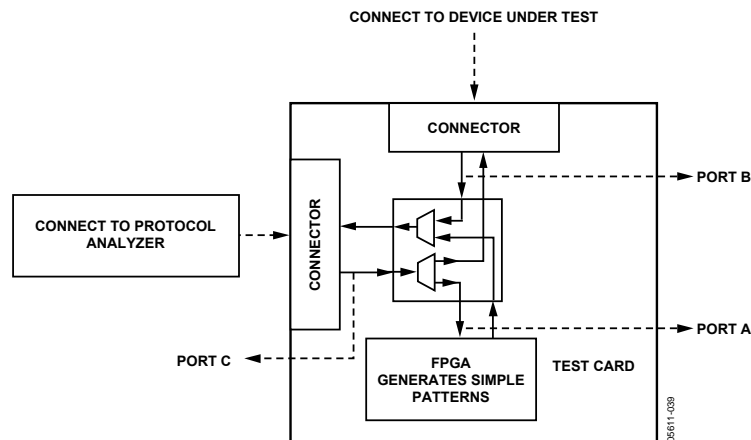 CONNECT TO DEVICE UNDER TEST
CONNECTOR
PORT B
CONNECT TO PROTOCOL
ANALYZER
CONNECTOR
PORT A
PORT C
FPGA
GENERATES SIMPLE
PATTERNS
TEST CARD
05611-039